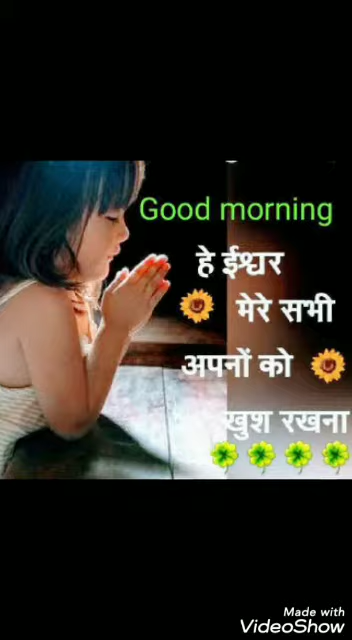 Good morning
हे ईश्वर
मेरे सभी
अपनों को
खुश रखना
Made with
VideoShow